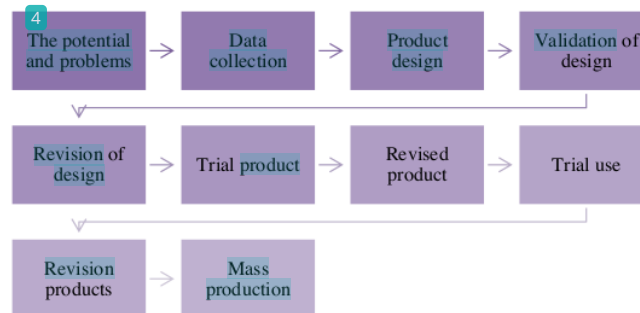 4
The potential
and problems
Data
collection
Product
design
Validation of
design
Revision of
design
Trial product
Revised
product
Trial use
Revision
products
Mass
production